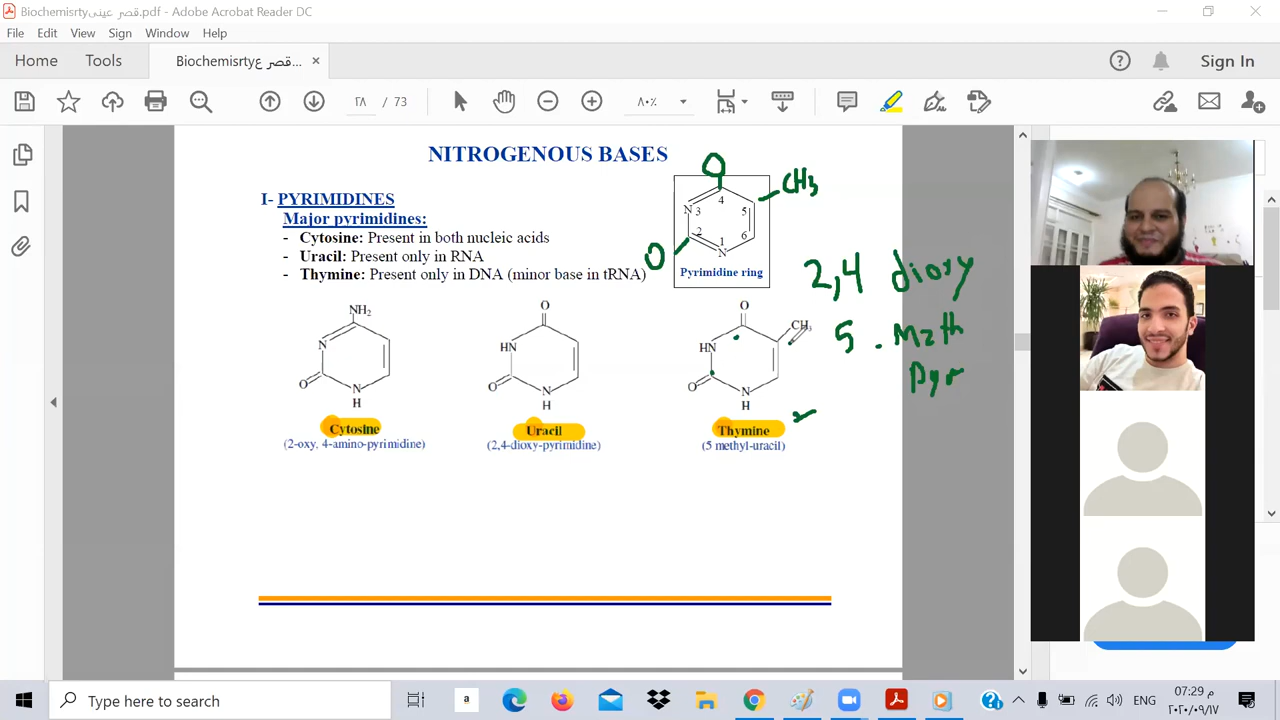 Biochemisrtyقصر عينى.pdf - Adobe Acrobat Reader DC
File Edit View Sign Window Help
Home Tools Biochemisrtyقصر ع... × Sign In
٢٨ / 73 ٨٠٪
NITROGENOUS BASES
I- PYRIMIDINES
Major pyrimidines:
- Cytosine: Present in both nucleic acids
- Uracil: Present only in RNA
- Thymine: Present only in DNA (minor base in tRNA)
O
CH3
4
N 3 5
2 1 6
N
O
Pyrimidine ring
2,4 dioxy
5. Meth
Pyr
NH₂
N
O
N
H
Cytosine
(2-oxy, 4-amino-pyrimidine)
O
HN
O
N
H
Uracil
(2,4-dioxy-pyrimidine)
O
CH₃
HN
O
N
H
Thymine
(5 methyl-uracil)
Type here to search
a
ENG
07:29 م
٢٠٢٠/٠٩/١٧